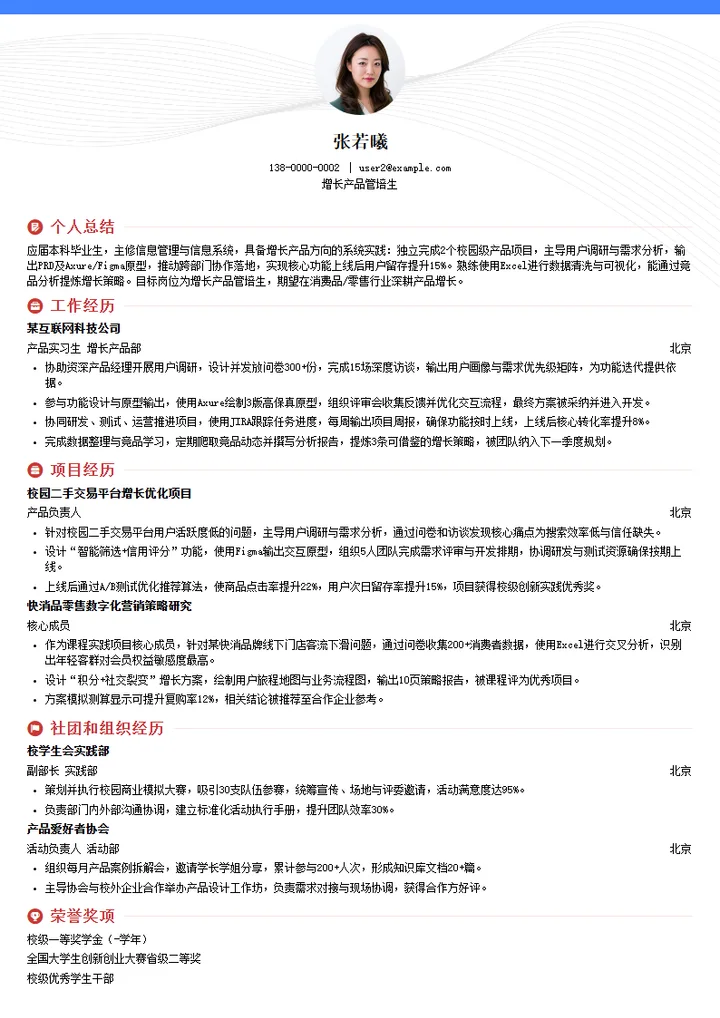 张若曦
138-0000-0002 | user2@example.com
增长产品管培生
个人总结
应届本科毕业生，主修信息管理与信息系统，具备增长产品方向的系统实践：独立完成2个校园级产品项目，主导用户调研与需求分析，输
出PRD及Axure/Figma原型，推动跨部门协作落地，实现核心功能上线后用户留存提升15%。熟练使用Excel进行数据清洗与可视化，能通过竞
品分析提炼增长策略。目标岗位为增长产品管培生，期望在消费品/零售行业深耕产品增长。
工作经历
某互联网科技公司
产品实习生 增长产品部 北京
• 协助资深产品经理开展用户调研，设计并发放问卷300+份，完成15场深度访谈，输出用户画像与需求优先级矩阵，为功能迭代提供依
据。
• 参与功能设计与原型输出，使用Axure绘制3版高保真原型，组织评审会收集反馈并优化交互流程，最终方案被采纳并进入开发。
• 协同研发、测试、运营推进项目，使用JIRA跟踪任务进度，每周输出项目周报，确保功能按时上线，上线后核心转化率提升8%。
• 完成数据整理与竞品学习，定期爬取竞品动态并撰写分析报告，提炼3条可借鉴的增长策略，被团队纳入下一季度规划。
项目经历
校园二手交易平台增长优化项目
产品负责人 北京
• 针对校园二手交易平台用户活跃度低的问题，主导用户调研与需求分析，通过问卷和访谈发现核心痛点为搜索效率低与信任缺失。
• 设计“智能筛选+信用评分”功能，使用Figma输出交互原型，组织5人团队完成需求评审与开发排期，协调研发与测试资源确保按期上
线。
• 上线后通过A/B测试优化推荐算法，使商品点击率提升22%，用户次日留存率提升15%，项目获得校级创新实践优秀奖。
快消品零售数字化营销策略研究
核心成员 北京
• 作为课程实践项目核心成员，针对某快消品牌线下门店客流下滑问题，通过问卷收集200+消费者数据，使用Excel进行交叉分析，识别
出年轻客群对会员权益敏感度最高。
• 设计“积分+社交裂变”增长方案，绘制用户旅程地图与业务流程图，输出10页策略报告，被课程评为优秀项目。
• 方案模拟测算显示可提升复购率12%，相关结论被推荐至合作企业参考。
社团和组织经历
校学生会实践部
副部长 实践部 北京
• 策划并执行校园商业模拟大赛，吸引30支队伍参赛，统筹宣传、场地与评委邀请，活动满意度达95%。
• 负责部门内外部沟通协调，建立标准化活动执行手册，提升团队效率30%。
产品爱好者协会
活动负责人 活动部 北京
• 组织每月产品案例拆解会，邀请学长学姐分享，累计参与200+人次，形成知识库文档20+篇。
• 主导协会与校外企业合作举办产品设计工作坊，负责需求对接与现场协调，获得合作方好评。
荣誉奖项
校级一等奖学金（-学年）
全国大学生创新创业大赛省级二等奖
校级优秀学生干部